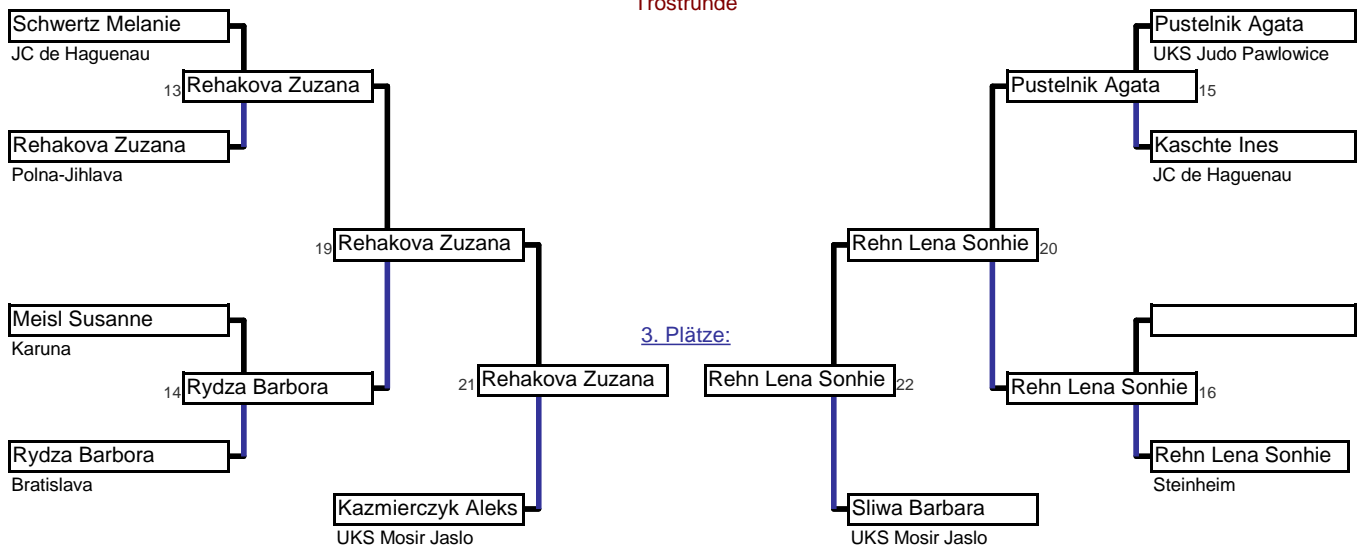 Trostrunde
Schwertz Melanie
JC de Haguenau
13 Rehakova Zuzana
Rehakova Zuzana
Polna-Jihlava
19 Rehakova Zuzana
Meisl Susanne
Karuna
14 Rydza Barbora
Rydza Barbora
Bratislava
21 Rehakova Zuzana
Kazmierczyk Aleks
UKS Mosir Jaslo
3. Plätze:
Pustelnik Agata
UKS Judo Pawlowice
Pustelnik Agata 15
Kaschte Ines
JC de Haguenau
Rehn Lena Sonhie 20
Rehn Lena Sonhie 22
Rehn Lena Sonhie 16
Rehn Lena Sonhie
Steinheim
Sliwa Barbara
UKS Mosir Jaslo